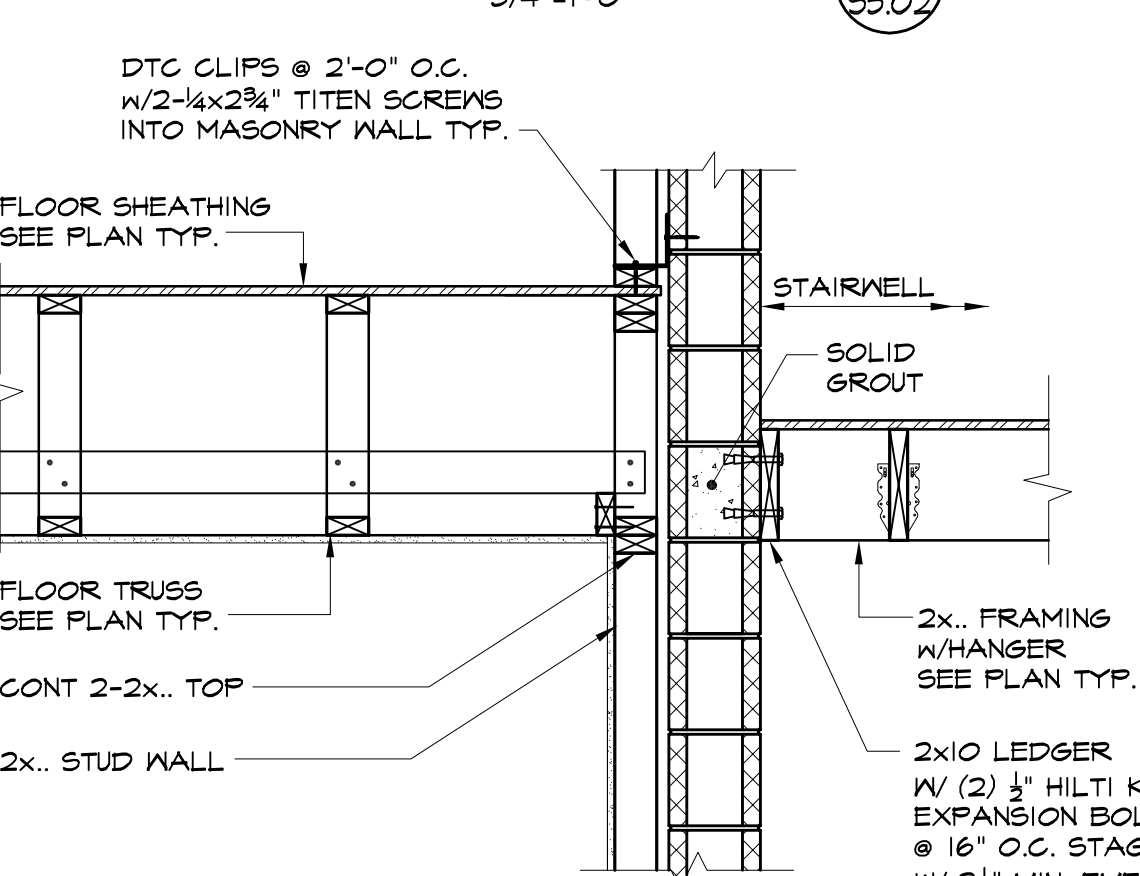 DTC CLIPS @ 2'-0" O.C.
W/2-¼x2¾" TITEN SCREWS
INTO MASONRY WALL TYP.
FLOOR SHEATHING
SEE PLAN TYP.
STAIRWELL
SOLID
GROUT
FLOOR TRUSS
SEE PLAN TYP.
CONT 2-2x.. TOP
2x.. STUD WALL
2x.. FRAMING
W/HANGER
SEE PLAN TYP.
2x10 LEDGER
W/ (2) ½" HILTI
EXPANSION
@ 16" O.C.